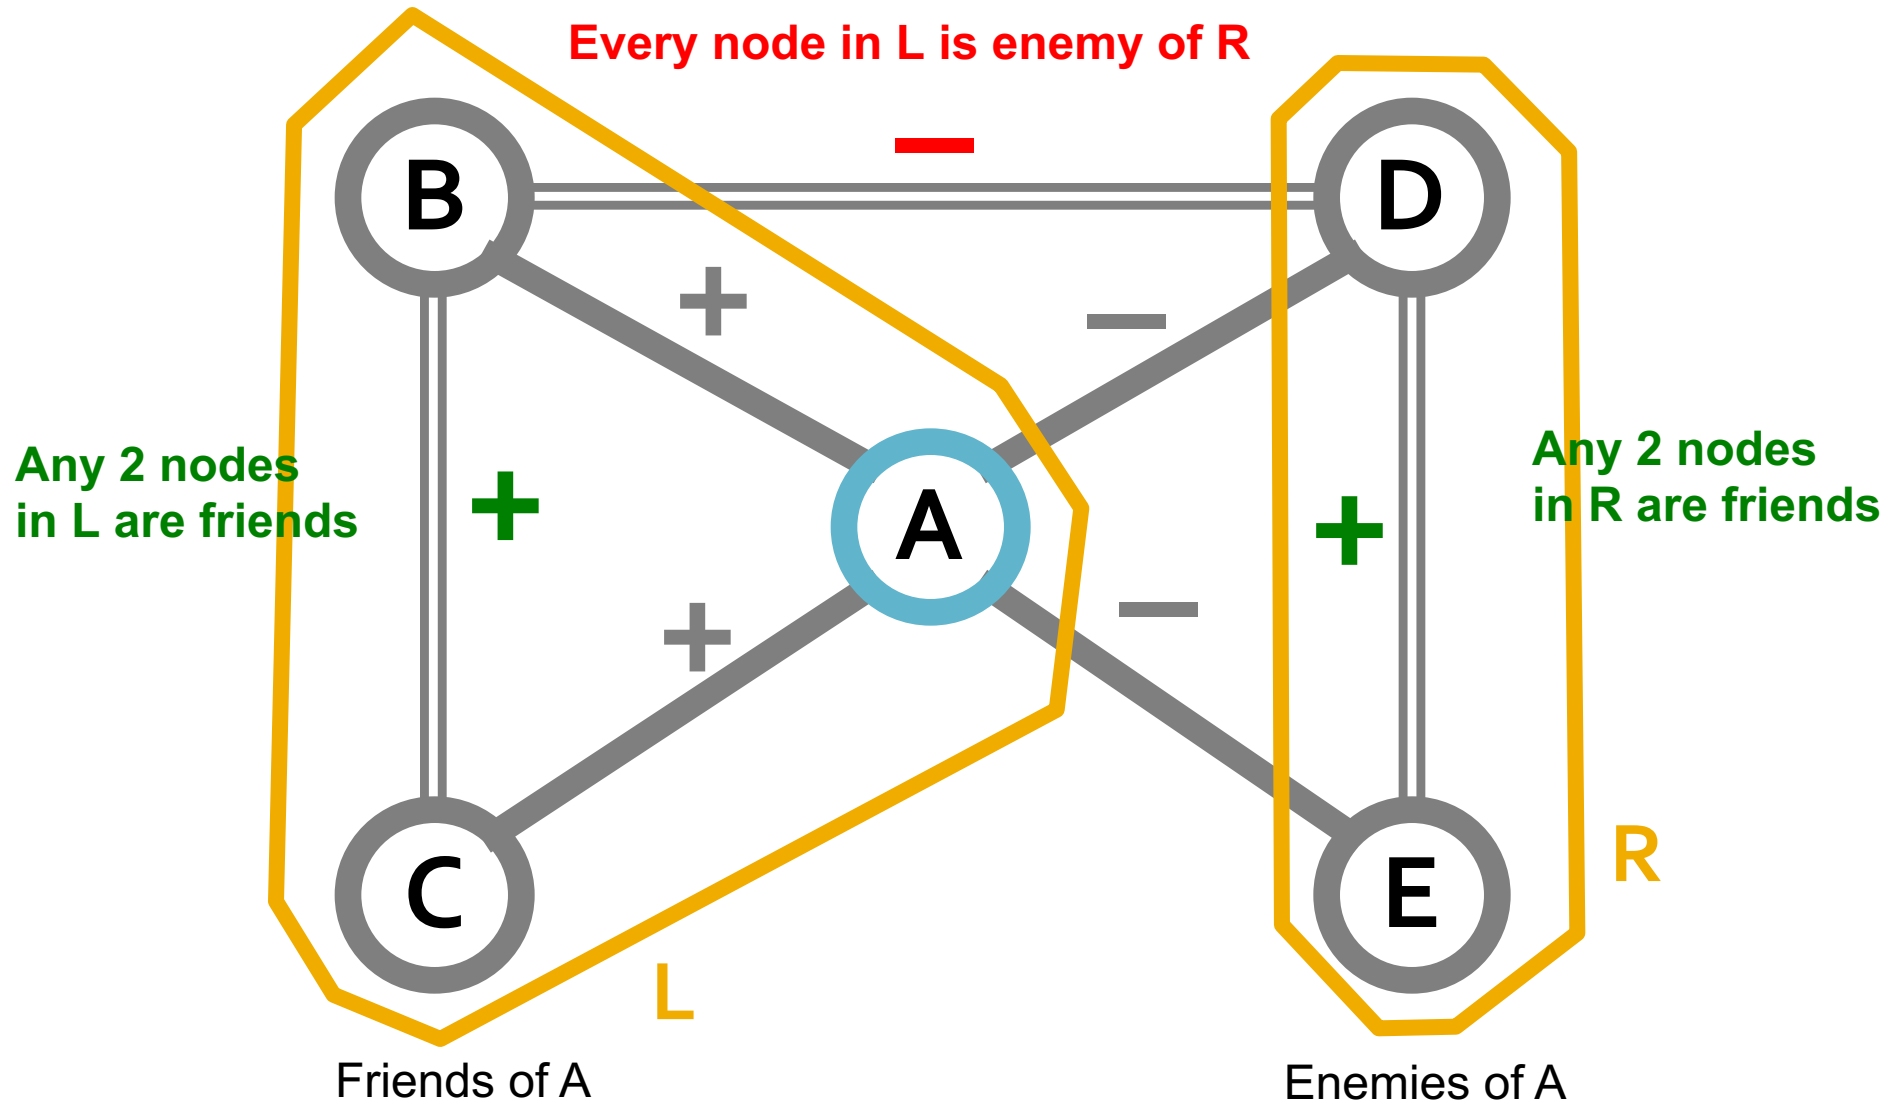 Every node in L is enemy of R
−
B
D
+
−
Any 2 nodes
in L are friends
+
A
+
Any 2 nodes
in R are friends
+
−
C
E
R
L
Friends of A
Enemies of A